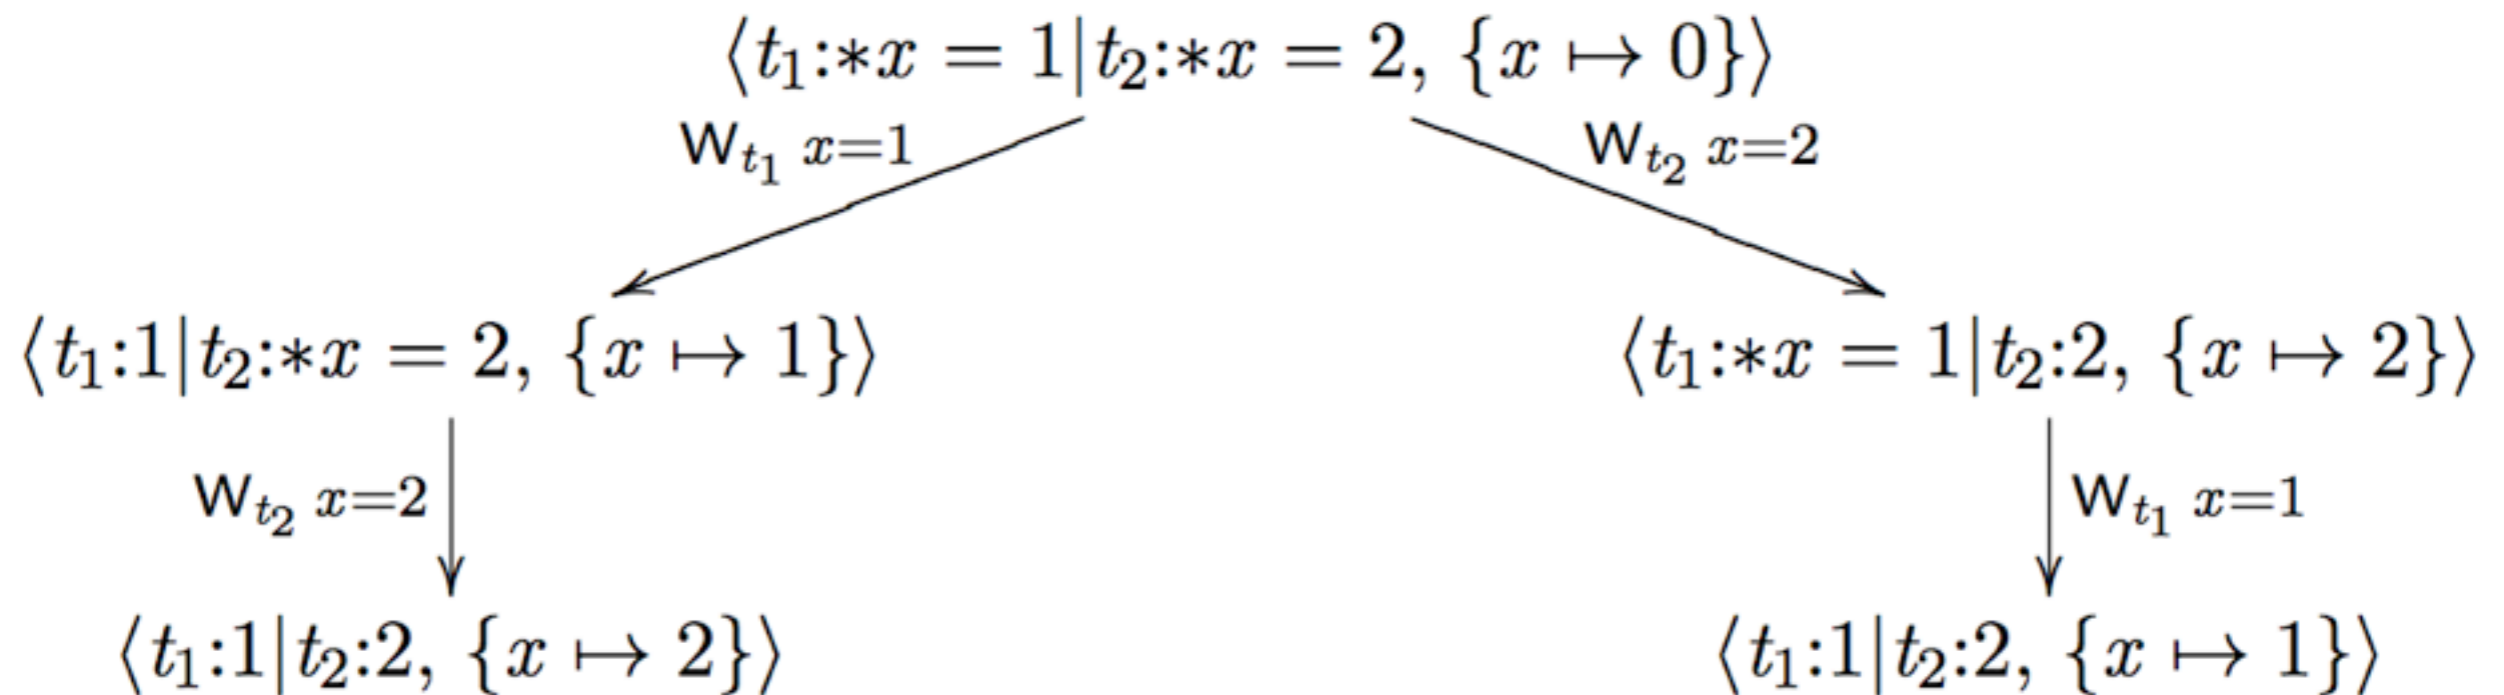 ⟨t₁:∗x = 1|t₂:∗x = 2, {x ↦ 0}⟩
W_{t₁} x=1 W_{t₂} x=2
⟨t₁:1|t₂:∗x = 2, {x ↦ 1}⟩ ⟨t₁:∗x = 1|t₂:2, {x ↦ 2}⟩
W_{t₂} x=2 W_{t₁} x=1
⟨t₁:1|t₂:2, {x ↦ 2}⟩ ⟨t₁:1|t₂:2, {x ↦ 1}⟩